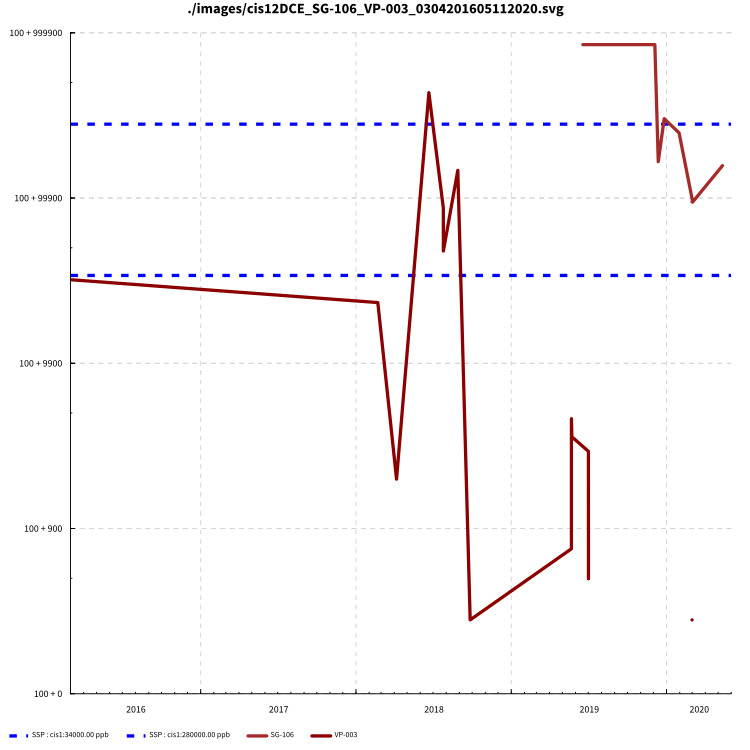 ./images/cis12DCE_SG-106_VP-003_0304201605112020.svg
100 + 999900
100 + 99900
100 + 9900
100 + 900
100 + 0
2016 2017 2018 2019 2020
SSP : cis1:34000.00 ppb SSP : cis1:280000.00 ppb SG-106 VP-003